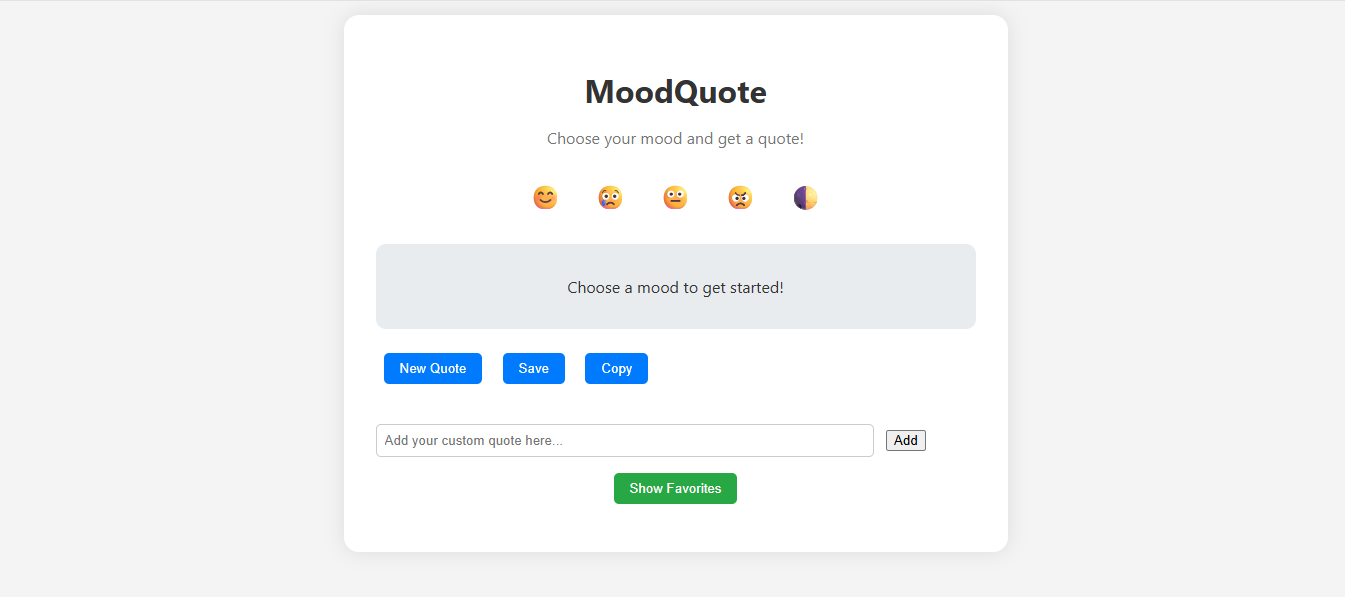 MoodQuote
Choose your mood and get a quote!
😊 😢 😐 😠 🌓
Choose a mood to get started!
New Quote Save Copy
Add your custom quote here... Add
Show Favorites